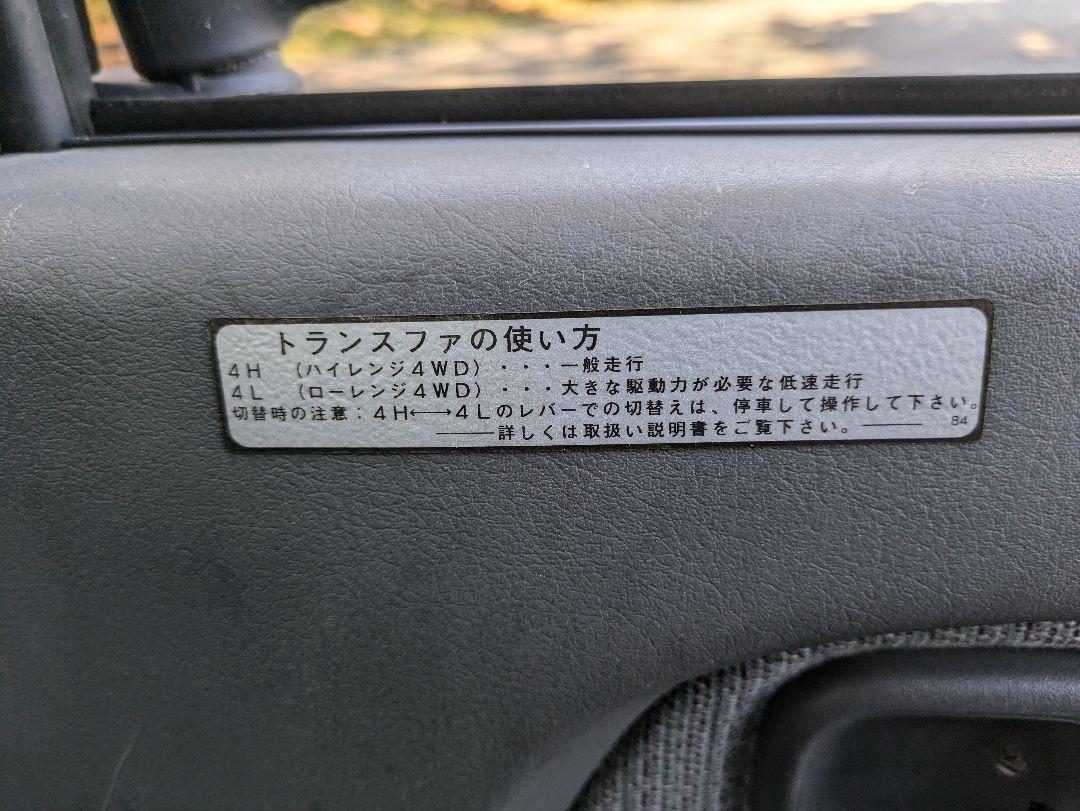 トランスファの使い方
4H （ハイレンジ4WD）・・・一般走行
4L （ローレンジ4WD）・・・大きな駆動力が必要な低速走行
切替時の注意：4H←→4Lのレバーでの切替えは、停車して操作して下さい。
――詳しくは取扱い説明書をご覧下さい。―― 84